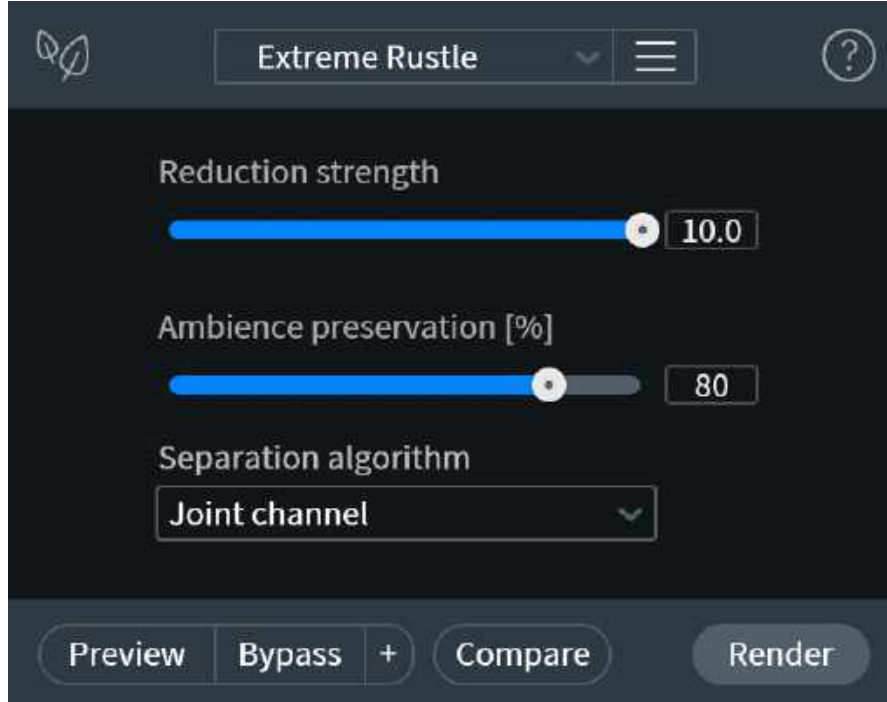 Extreme Rustle
?
Reduction strength
10.0
Ambience preservation [%]
80
Separation algorithm
Joint channel
Preview Bypass + Compare Render